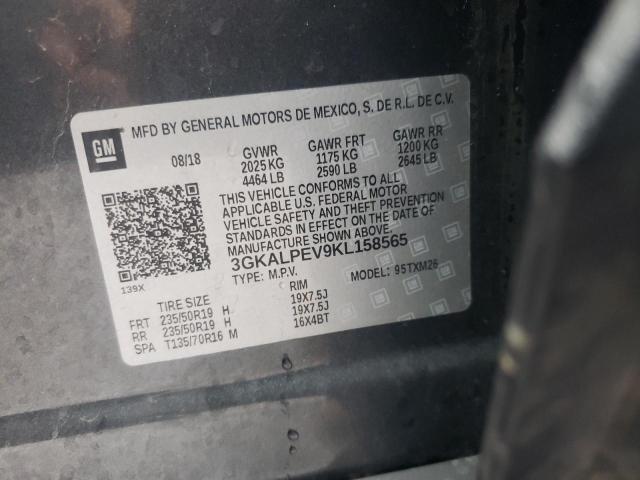 GM
MFD BY GENERAL MOTORS DE MEXICO, S. DE R.L. DE C.V.
08/18 GVWR GAWR FRT GAWR RR
2025 KG 1175 KG 1200 KG
4464 LB 2590 LB 2645 LB
THIS VEHICLE CONFORMS TO ALL
APPLICABLE U.S. FEDERAL MOTOR
VEHICLE SAFETY AND THEFT PREVENTION
STANDARDS IN EFFECT ON THE DATE OF
MANUFACTURE SHOWN ABOVE.
3GKALPEV9KL158565
TYPE: M.P.V. MODEL: 95TXM26
139X
TIRE SIZE RIM
FRT 235/50R19 H 19X7.5J
RR 235/50R19 H 19X7.5J
SPA T135/70R16 M 16X4BT